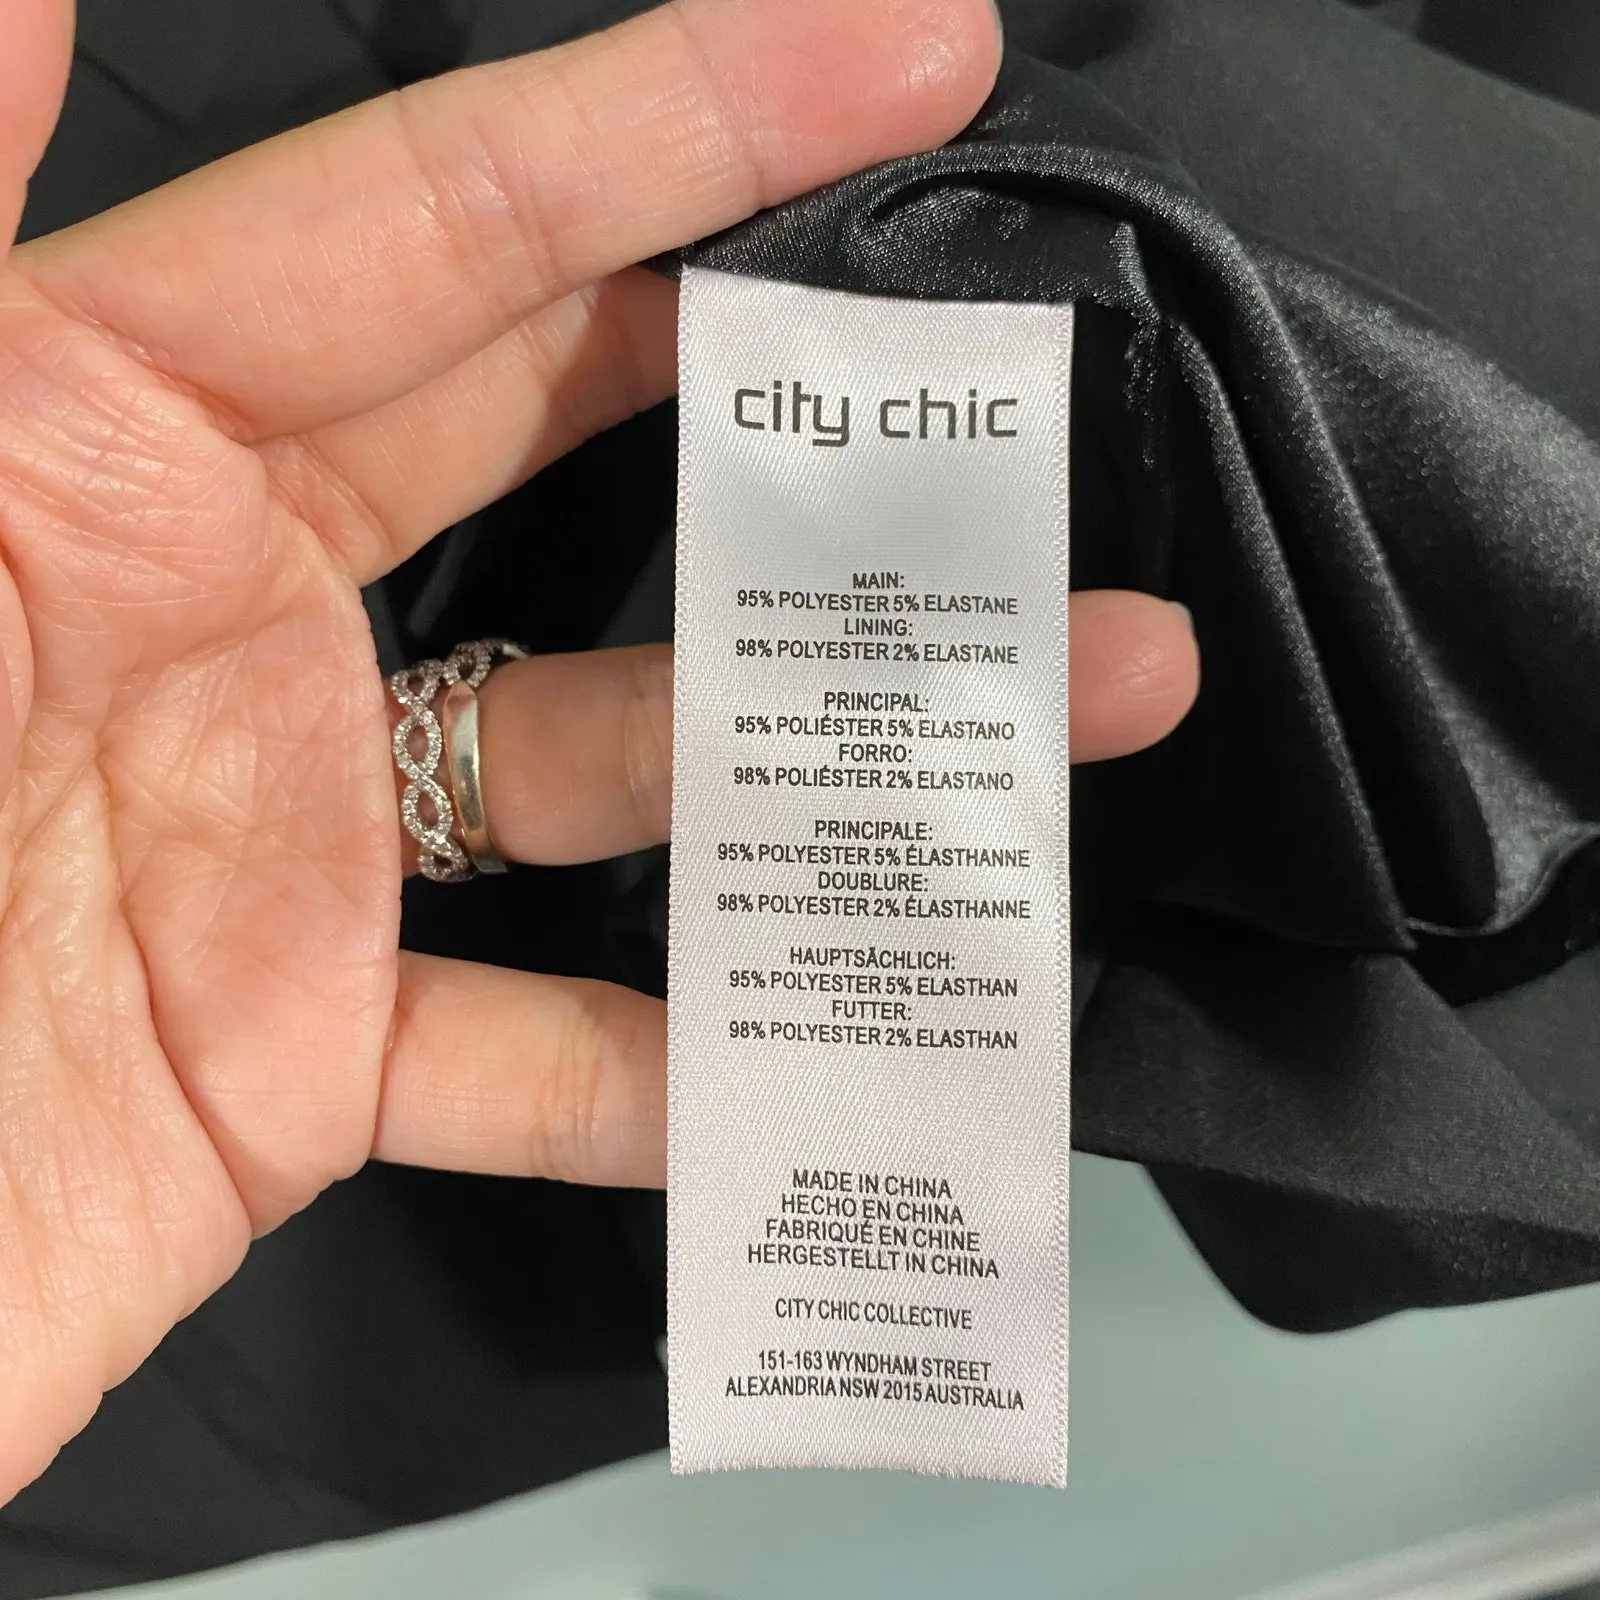 city chic
MAIN:
95% POLYESTER 5% ELASTANE
LINING:
98% POLYESTER 2% ELASTANE
PRINCIPAL:
95% POLIÉSTER 5% ELASTANO
FORRO:
98% POLIÉSTER 2% ELASTANO
PRINCIPALE:
95% POLYESTER 5% ÉLASTHANNE
DOUBLURE:
98% POLYESTER 2% ÉLASTHANNE
HAUPTSÄCHLICH:
95% POLYESTER 5% ELASTHAN
FUTTER:
98% POLYESTER 2% ELASTHAN
MADE IN CHINA
HECHO EN CHINA
FABRIQUÉ EN CHINE
HERGESTELLT IN CHINA
CITY CHIC COLLECTIVE
151-163 WYNDHAM STREET
ALEXANDRIA NSW 2015 AUSTRALIA